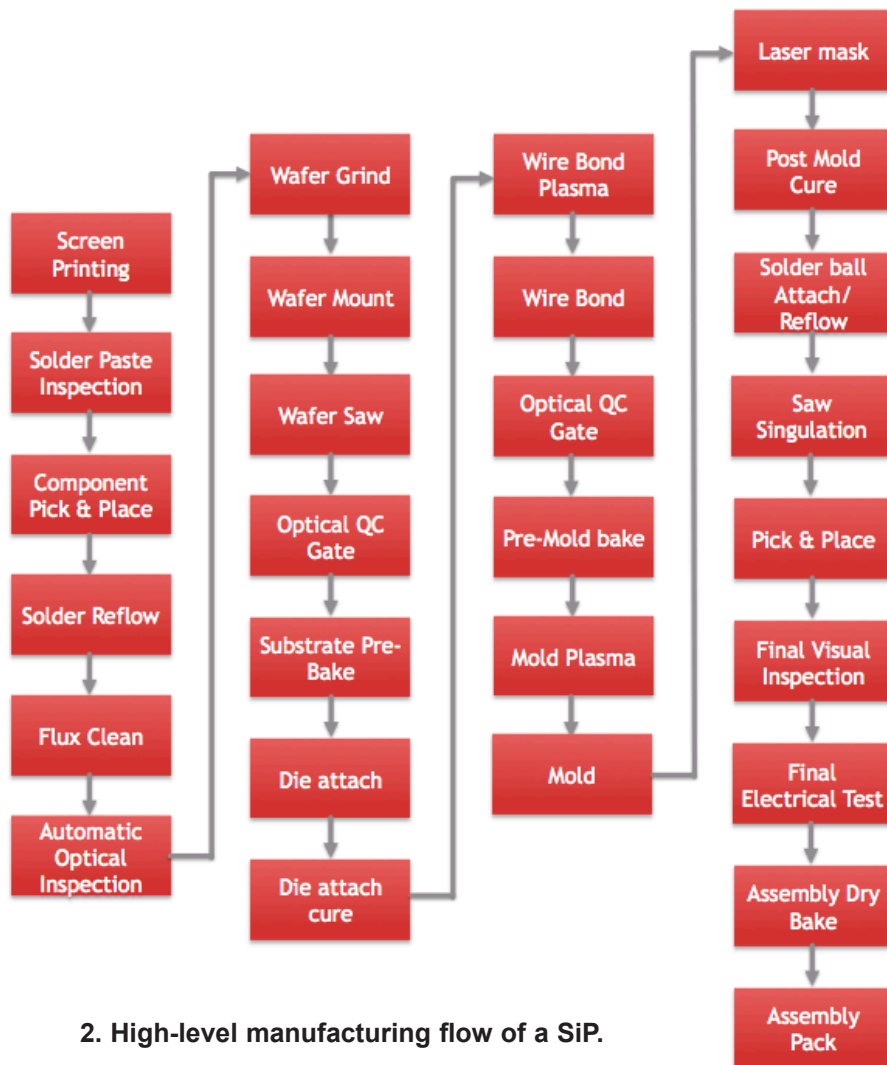 Screen
Printing
Solder Paste
Inspection
Component
Pick & Place
Solder Reflow
Flux Clean
Automatic
Optical
Inspection
Wafer Grind
Wafer Mount
Wafer Saw
Optical QC
Gate
Substrate Pre-
Bake
Die attach
Die attach
cure
Wire Bond
Plasma
Wire Bond
Optical QC
Gate
Pre-Mold bake
Mold Plasma
Mold
Laser mask
Post Mold
Cure
Solder ball
Attach/
Reflow
Saw
Singulation
Pick & Place
Final Visual
Inspection
Final
Electrical Test
Assembly Dry
Bake
Assembly
Pack
2. High-level manufacturing flow of a SiP.